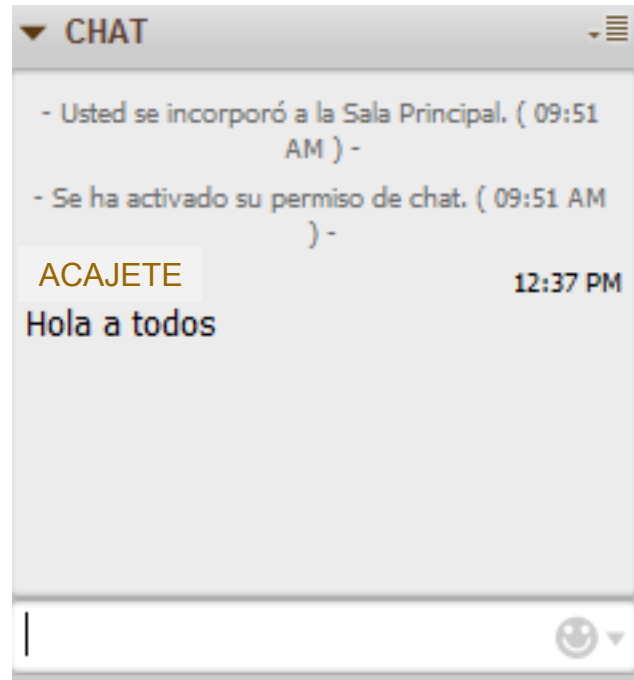 CHAT
- Usted se incorporó a la Sala Principal. ( 09:51
AM ) -
- Se ha activado su permiso de chat. ( 09:51 AM
) -
ACAJETE
12:37 PM
Hola a todos